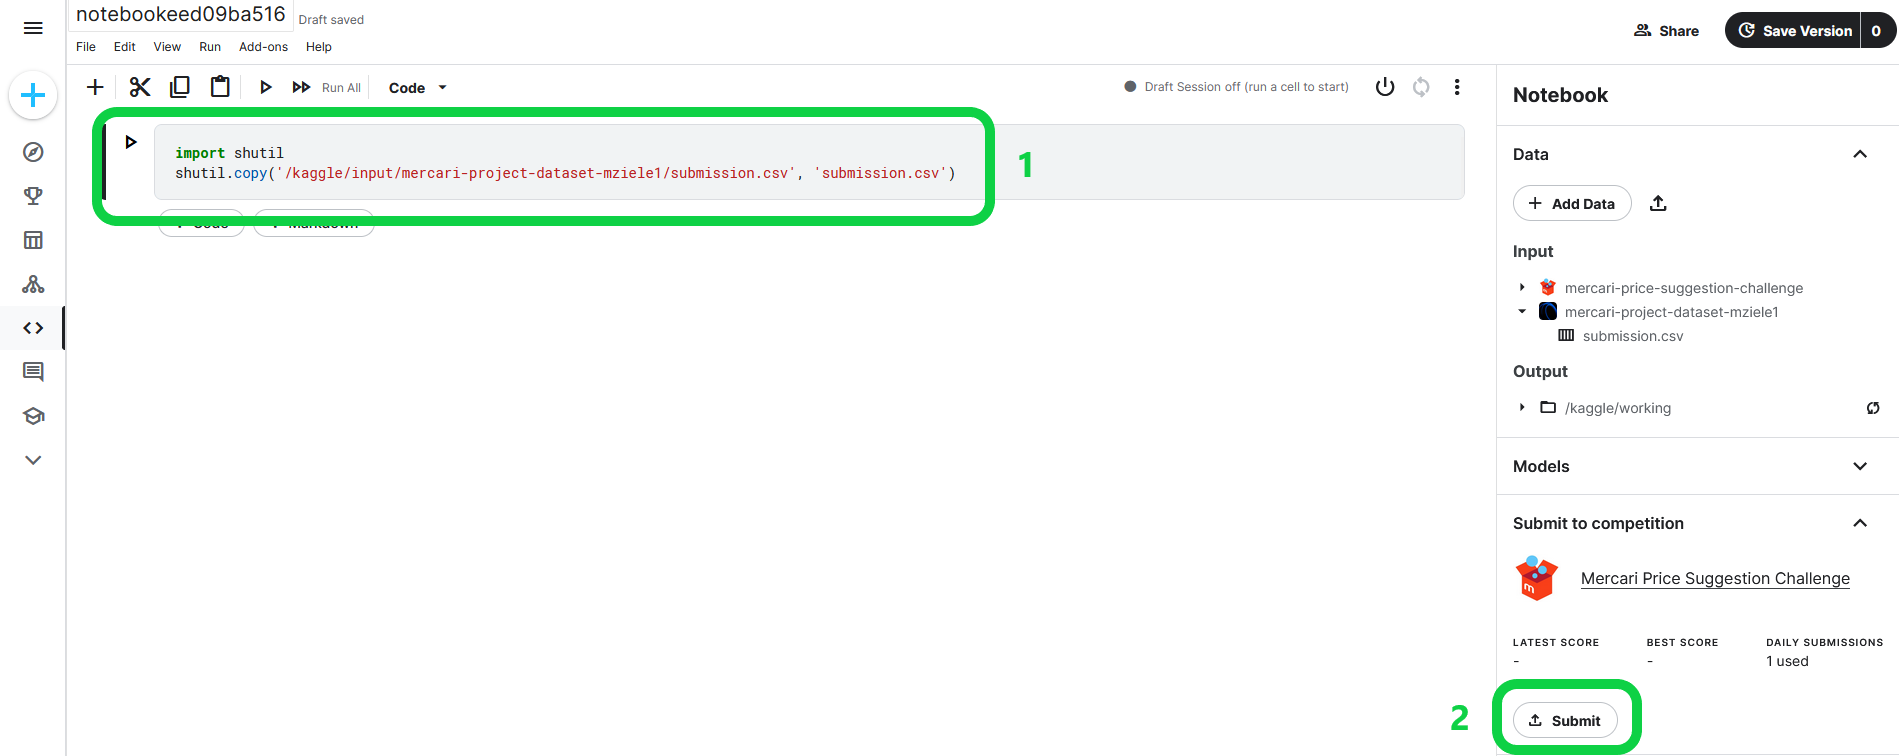 notebookeed09ba516 Draft saved
File Edit View Run Add-ons Help
Share
Save Version 0
Run All Code
Draft Session off (run a cell to start)
import shutil
shutil.copy('/kaggle/input/mercari-project-dataset-mziele1/submission.csv', 'submission.csv')
1
Code Markdown
Notebook
Data
Add Data
Input
mercari-price-suggestion-challenge
mercari-project-dataset-mziele1
submission.csv
Output
/kaggle/working
Models
Submit to competition
m
Mercari Price Suggestion Challenge
LATEST SCORE BEST SCORE DAILY SUBMISSIONS
- - 1 used
2 Submit